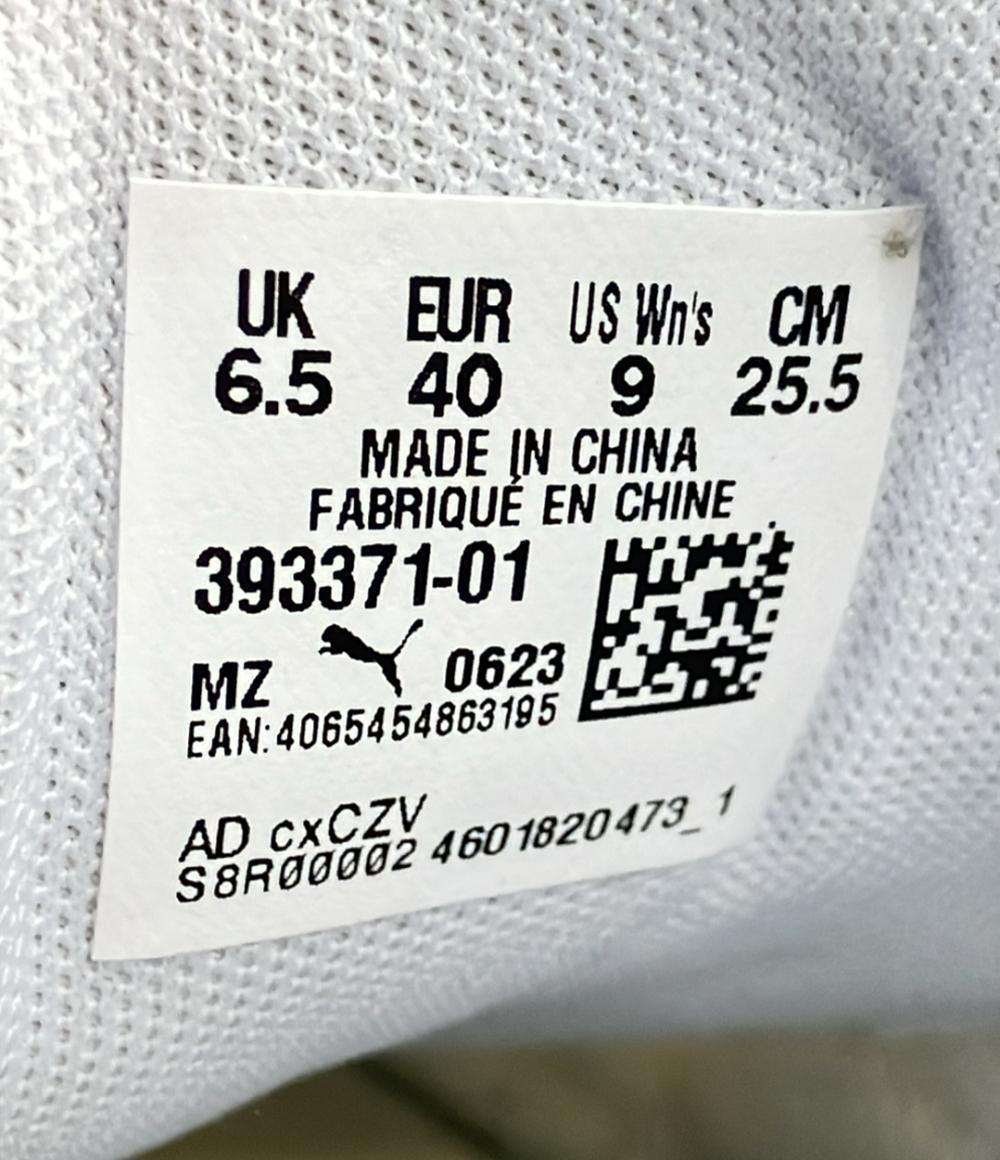 UK EUR US Wn's CM
6.5 40 9 25.5
MADE IN CHINA
FABRIQUÉ EN CHINE
393371-01
MZ 0623
EAN:4065454863195
AD cxCZV
S8R00002 4601820473_1